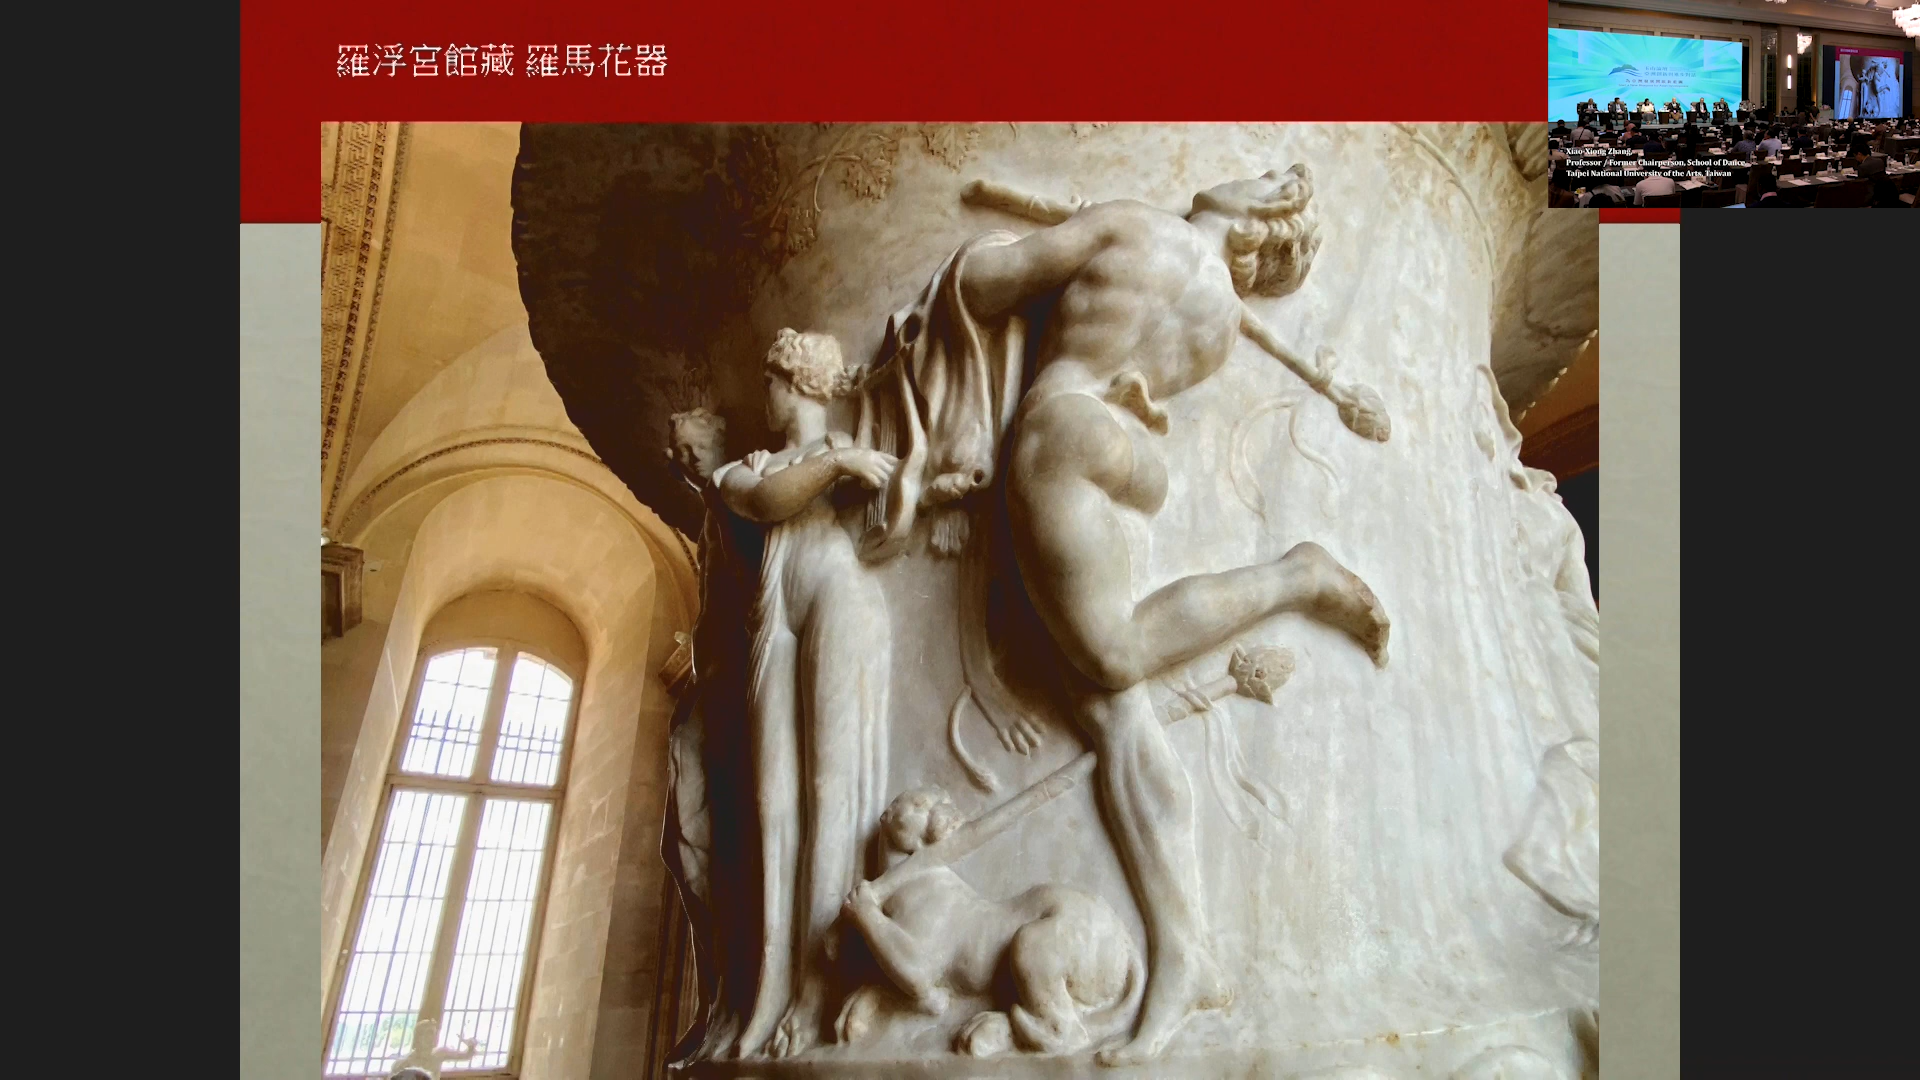 羅浮宮館藏 羅馬花器
Xiao-Xiong Zhang,
Professor / Former Chairperson, School of Dance,
Taipei National University of the Arts, Taiwan